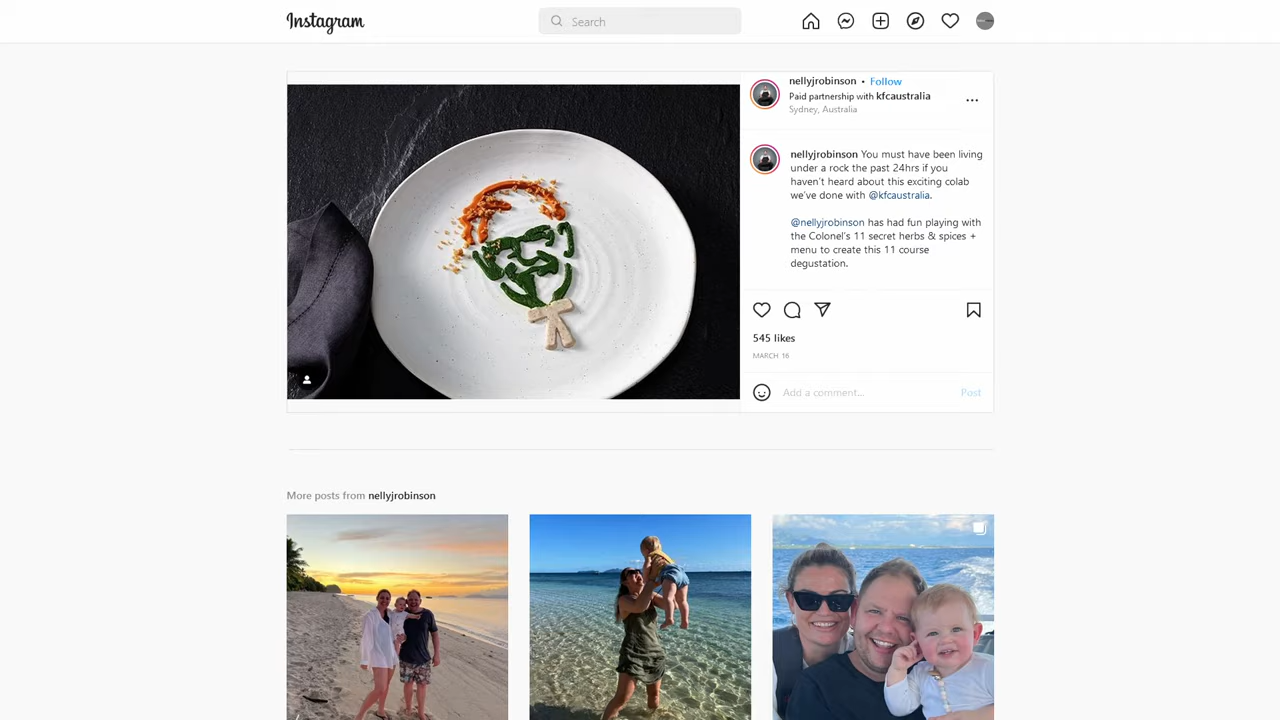 Instagram
Search
nellyjrobinson • Follow
Paid partnership with kfcaustralia
Sydney, Australia
nellyjrobinson You must have been living
under a rock the past 24hrs if you
haven't heard about this exciting colab
we've done with @kfcaustralia.
@nellyjrobinson has had fun playing with
the Colonel's 11 secret herbs & spices +
menu to create this 11 course
degustation.
545 likes
MARCH 16
Add a comment...
Post
More posts from nellyjrobinson